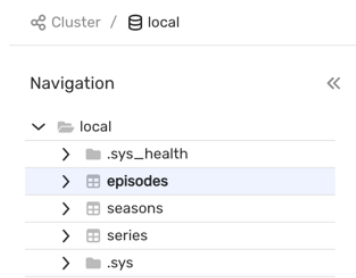 Cluster / local
Navigation
local
.sys_health
episodes
seasons
series
.sys